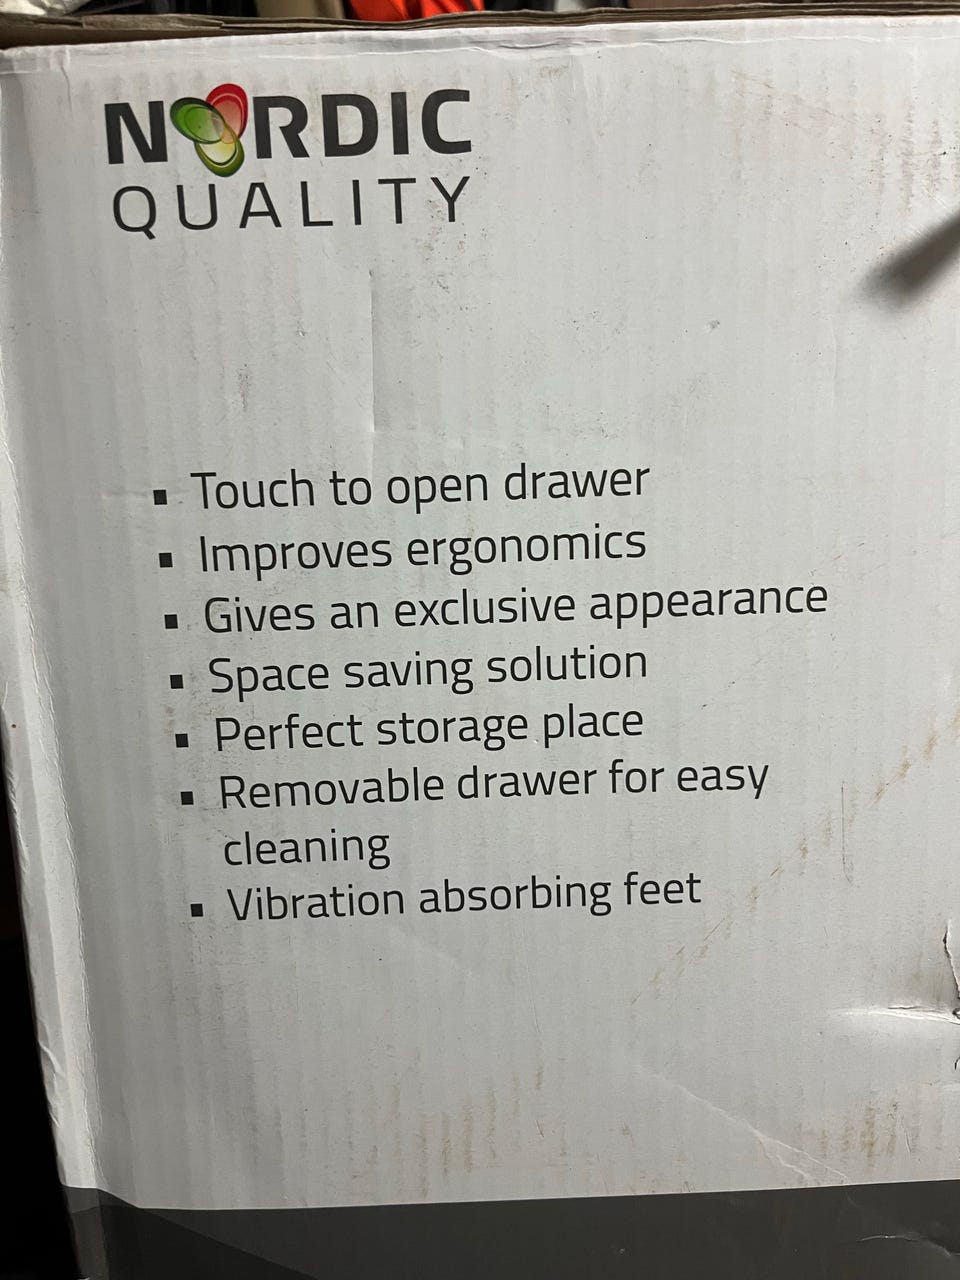 NORDIC
QUALITY
▪ Touch to open drawer
▪ Improves ergonomics
▪ Gives an exclusive appearance
▪ Space saving solution
▪ Perfect storage place
▪ Removable drawer for easy
cleaning
▪ Vibration absorbing feet